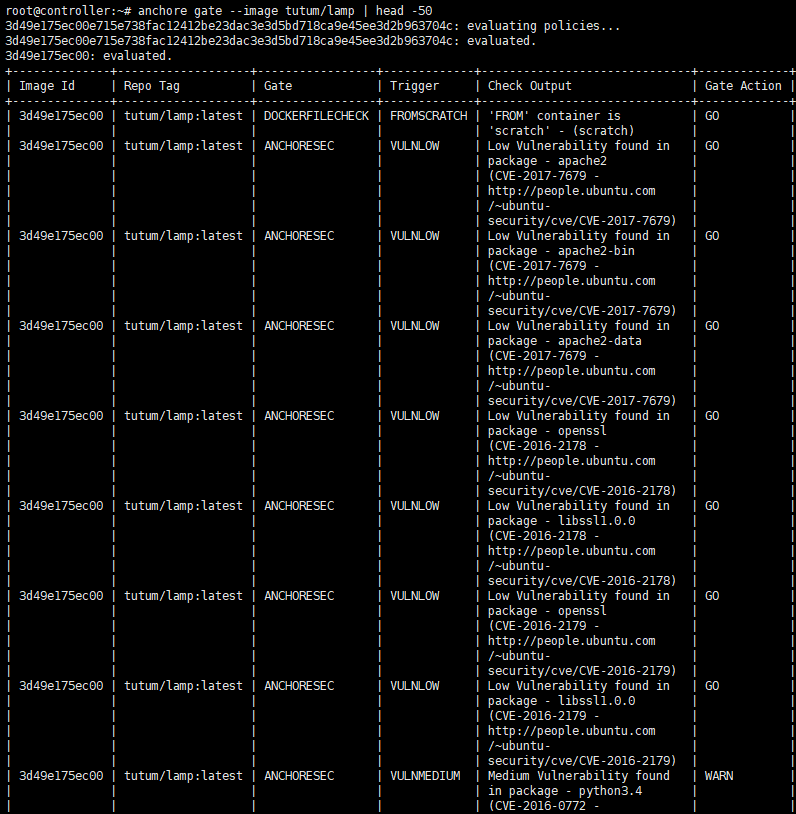 root@controller:~# anchore gate --image tutum/lamp | head -50
3d49e175ec00e715e738fac12412be23dac3e3d5bd718ca9e45ee3d2b963704c: evaluating policies...
3d49e175ec00e715e738fac12412be23dac3e3d5bd718ca9e45ee3d2b963704c: evaluated.
3d49e175ec00: evaluated.
+--------------+-------------------+-----------------+-------------+------------------------------+-------------+
| Image Id | Repo Tag | Gate | Trigger | Check Output | Gate Action |
+--------------+-------------------+-----------------+-------------+------------------------------+-------------+
| 3d49e175ec00 | tutum/lamp:latest | DOCKERFILECHECK | FROMSCRATCH | 'FROM' container is | GO |
| | | | | 'scratch' - (scratch) | |
| 3d49e175ec00 | tutum/lamp:latest | ANCHORESEC | VULNLOW | Low Vulnerability found in | GO |
| | | | | package - apache2 | |
| | | | | (CVE-2017-7679 - | |
| | | | | http://people.ubuntu.com | |
| | | | | /~ubuntu- | |
| | | | | security/cve/CVE-2017-7679) | |
| 3d49e175ec00 | tutum/lamp:latest | ANCHORESEC | VULNLOW | Low Vulnerability found in | GO |
| | | | | package - apache2-bin | |
| | | | | (CVE-2017-7679 - | |
| | | | | http://people.ubuntu.com | |
| | | | | /~ubuntu- | |
| | | | | security/cve/CVE-2017-7679) | |
| 3d49e175ec00 | tutum/lamp:latest | ANCHORESEC | VULNLOW | Low Vulnerability found in | GO |
| | | | | package - apache2-data | |
| | | | | (CVE-2017-7679 - | |
| | | | | http://people.ubuntu.com | |
| | | | | /~ubuntu- | |
| | | | | security/cve/CVE-2017-7679) | |
| 3d49e175ec00 | tutum/lamp:latest | ANCHORESEC | VULNLOW | Low Vulnerability found in | GO |
| | | | | package - openssl | |
| | | | | (CVE-2016-2178 - | |
| | | | | http://people.ubuntu.com | |
| | | | | /~ubuntu- | |
| | | | | security/cve/CVE-2016-2178) | |
| 3d49e175ec00 | tutum/lamp:latest | ANCHORESEC | VULNLOW | Low Vulnerability found in | GO |
| | | | | package - libssl1.0.0 | |
| | | | | (CVE-2016-2178 - | |
| | | | | http://people.ubuntu.com | |
| | | | | /~ubuntu- | |
| | | | | security/cve/CVE-2016-2178) | |
| 3d49e175ec00 | tutum/lamp:latest | ANCHORESEC | VULNLOW | Low Vulnerability found in | GO |
| | | | | package - openssl | |
| | | | | (CVE-2016-2179 - | |
| | | | | http://people.ubuntu.com | |
| | | | | /~ubuntu- | |
| | | | | security/cve/CVE-2016-2179) | |
| 3d49e175ec00 | tutum/lamp:latest | ANCHORESEC | VULNLOW | Low Vulnerability found in | GO |
| | | | | package - libssl1.0.0 | |
| | | | | (CVE-2016-2179 - | |
| | | | | http://people.ubuntu.com | |
| | | | | /~ubuntu- | |
| | | | | security/cve/CVE-2016-2179) | |
| 3d49e175ec00 | tutum/lamp:latest | ANCHORESEC | VULNMEDIUM | Medium Vulnerability found | WARN |
| | | | | in package - python3.4 | |
| | | | | (CVE-2016-0772 - | |